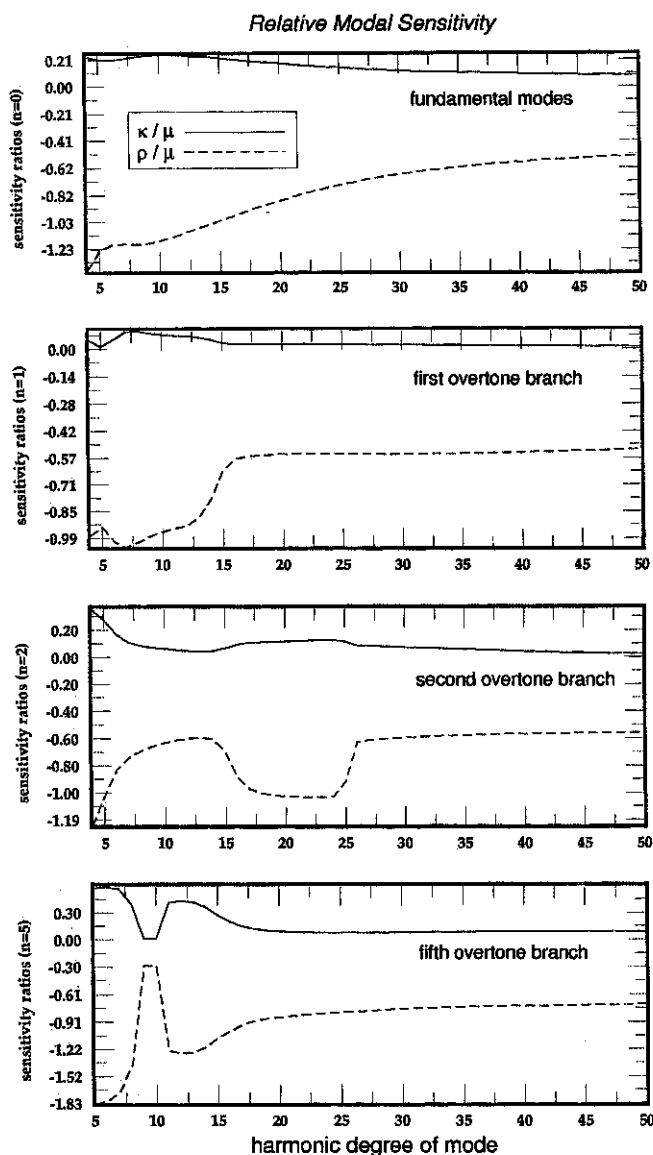 Relative Modal Sensitivity
sensitivity ratios (n=0)
0.21
0.00
-0.21
-0.41
-0.62
-0.82
-1.03
-1.23
fundamental modes
κ / μ
ρ / μ
5 10 15 20 25 30 35 40 45 50
sensitivity ratios (n=1)
0.00
-0.14
-0.28
-0.42
-0.57
-0.71
-0.85
-0.99
first overtone branch
5 10 15 20 25 30 35 40 45 50
sensitivity ratios (n=2)
0.20
0.00
-0.20
-0.40
-0.60
-0.80
-1.00
-1.19
second overtone branch
5 10 15 20 25 30 35 40 45 50
sensitivity ratios (n=5)
0.30
0.00
-0.30
-0.61
-0.91
-1.22
-1.52
-1.83
fifth overtone branch
5 10 15 20 25 30 35 40 45 50
harmonic degree of mode